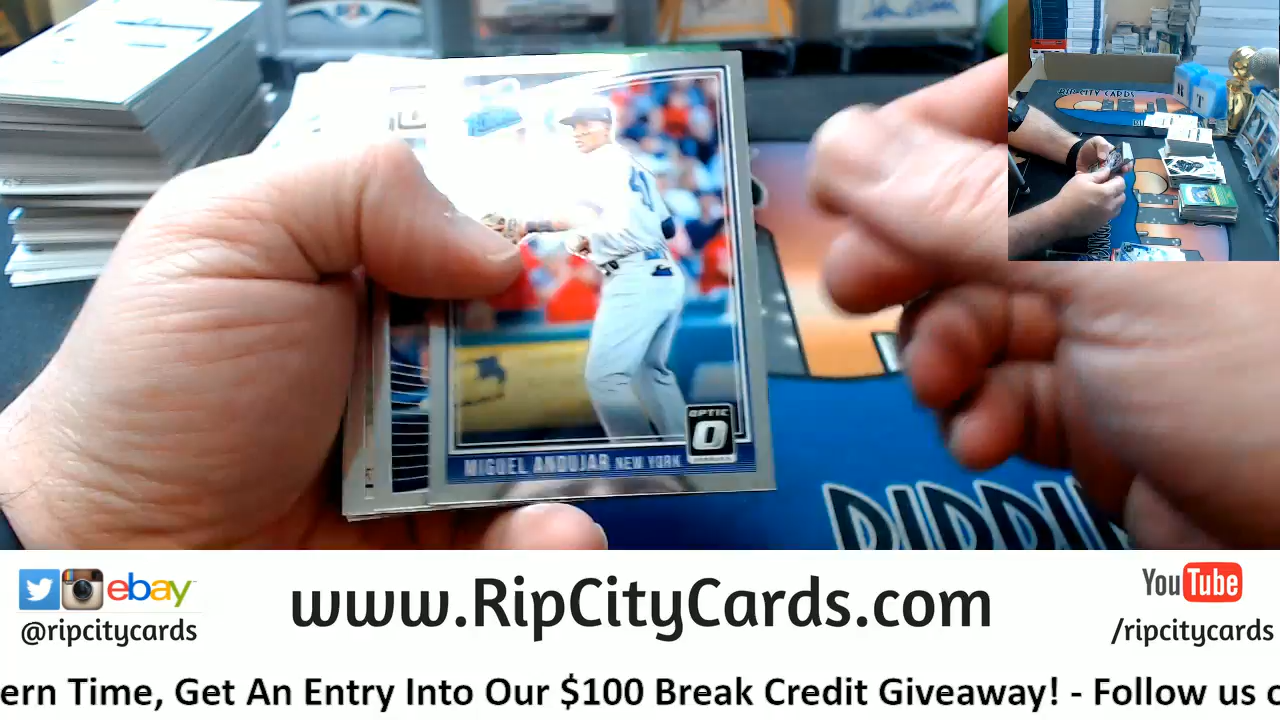 RIPCITY CARDS
R T
OPTIC
O
MIGUEL ANDUJAR NEW YORK
ebay
@ripcitycards
www.RipCityCards.com
You Tube
/ripcitycards
ern Time, Get An Entry Into Our $100 Break Credit Giveaway! - Follow us o